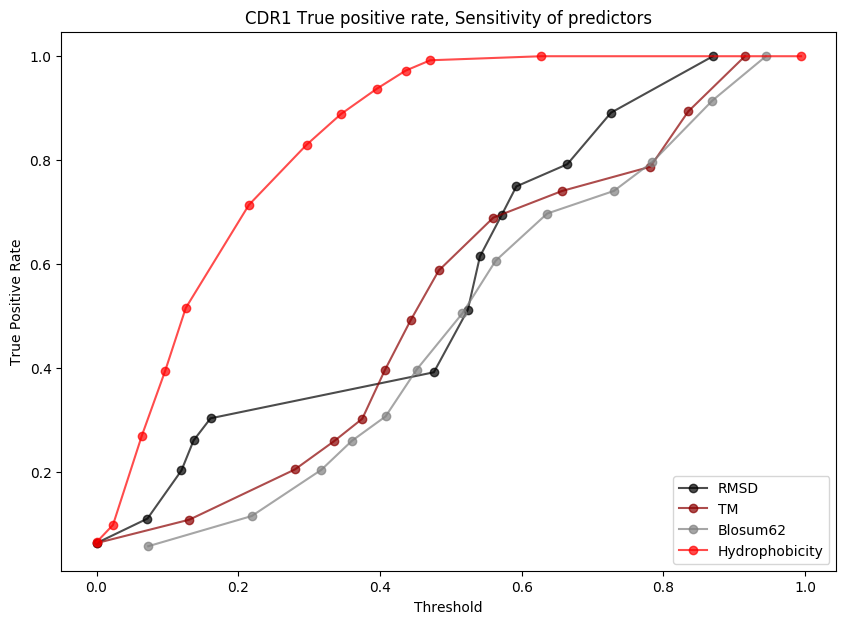 CDR1 True positive rate, Sensitivity of predictors
True Positive Rate
1.0
0.8
0.6
0.4
0.2
0.0
0.2
0.4
0.6
0.8
1.0
Threshold
RMSD
TM
Blosum62
Hydrophobicity